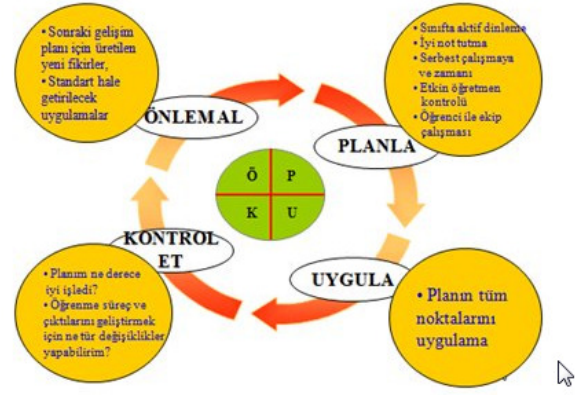 • Sonraki gelişim
planı için üretilen
yeni fikirler,
• Standart hale
getirilecek
uygulamalar
ÖNLEMAL
• Sınıfta aktif dinleme
• İyi not tutma
• Serbest çalışmaya
ve zamanı
• Etkin öğretmen
kontrolü
• Öğrenci ile ekip
çalışması
PLANLA
Ö P
K U
KONTROL
ET
• Planım ne derece
iyi işledi?
• Öğrenme süreç ve
çıktılarını geliştirmek
için ne tür değişiklikler
yapabilirim?
UYGULA
• Planın tüm
noktalarını
uygulama